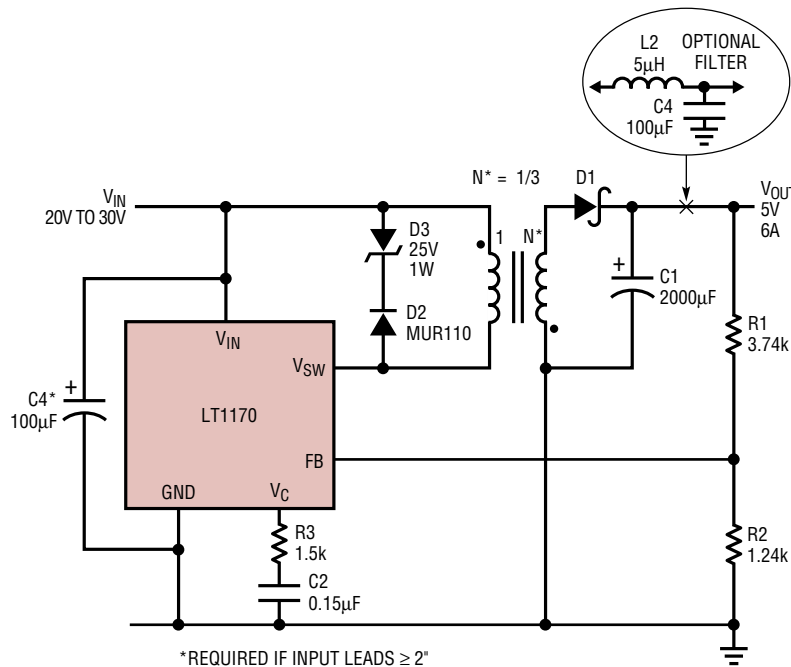 L2
5μH
OPTIONAL
FILTER
C4
100μF
N* = 1/3
D1
V_IN
20V TO 30V
V_OUT
5V
6A
D3
25V
1W
1
N*
+
C1
2000μF
D2
MUR110
R1
3.74k
V_IN
V_SW
C4*
100μF
+
LT1170
FB
GND
V_C
R3
1.5k
R2
1.24k
C2
0.15μF
*REQUIRED IF INPUT LEADS ≥ 2"